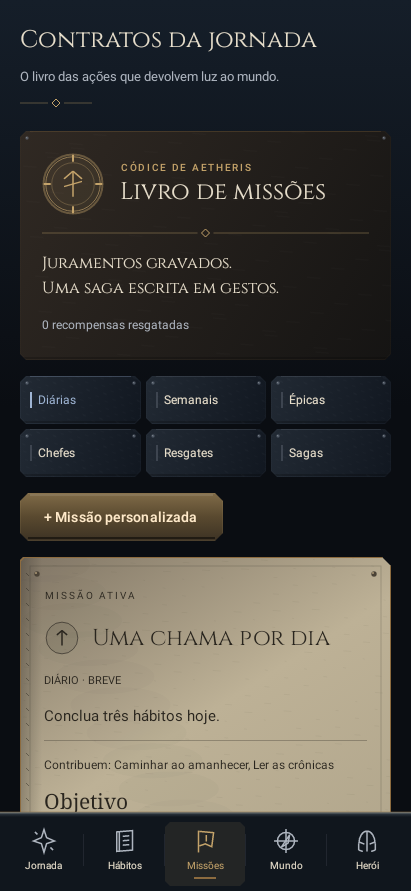 Contratos da jornada
O livro das ações que devolvem luz ao mundo.
CÓDICE DE AETHERIS
Livro de missões
Juramentos gravados.
Uma saga escrita em gestos.
0 recompensas resgatadas
Diárias
Semanais
Épicas
Chefes
Resgates
Sagas
+ Missão personalizada
MISSÃO ATIVA
Uma chama por dia
DIÁRIO · BREVE
Conclua três hábitos hoje.
Contribuem: Caminhar ao amanhecer, Ler as crônicas
Objetivo
Jornada
Hábitos
Missões
Mundo
Herói